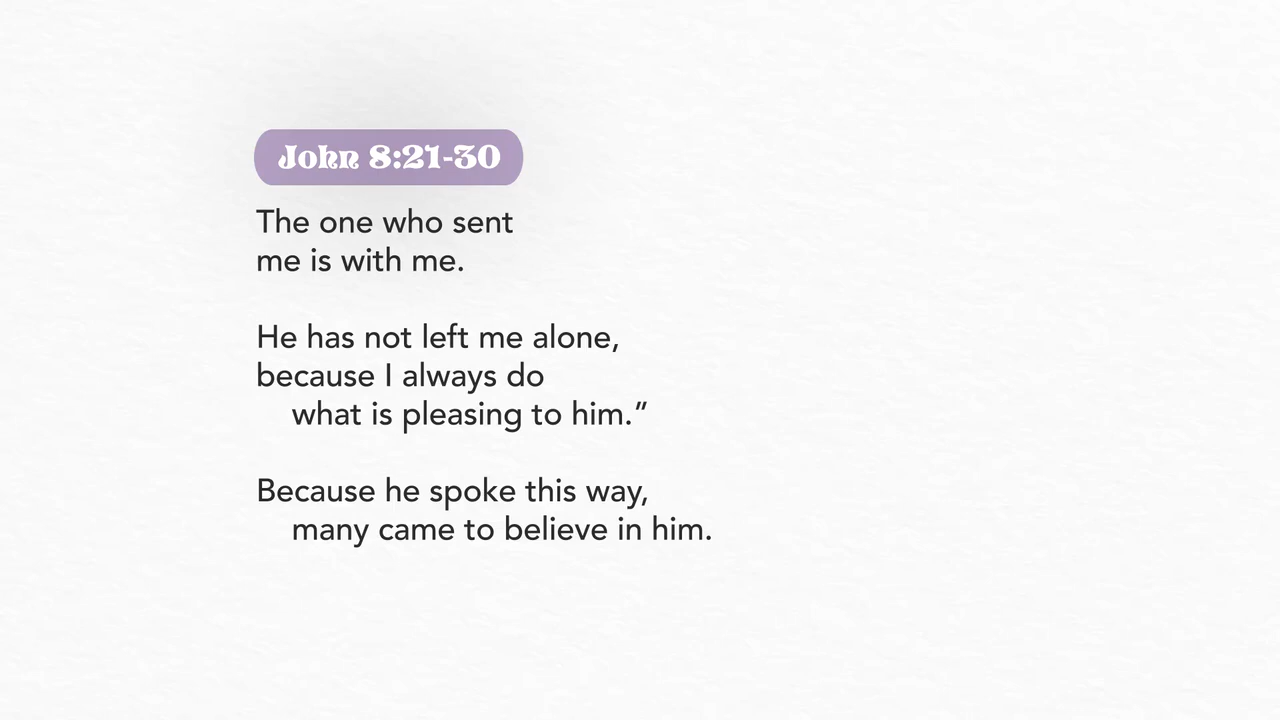 John 8:21-30
The one who sent
me is with me.
He has not left me alone,
because I always do
what is pleasing to him.”
Because he spoke this way,
many came to believe in him.